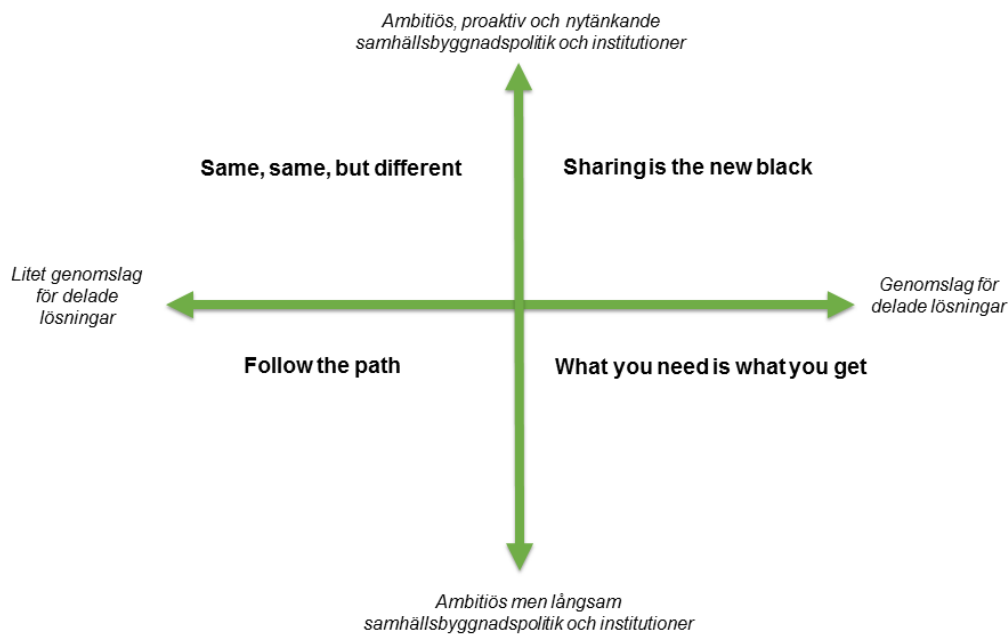 Ambitiös, proaktiv och nytänkande
samhällsbyggnadspolitik och institutioner
Same, same, but different
Sharing is the new black
Litet genomslag
för delade
lösningar
Genomslag för
delade lösningar
Follow the path
What you need is what you get
Ambitiös men långsam
samhällsbyggnadspolitik och institutioner